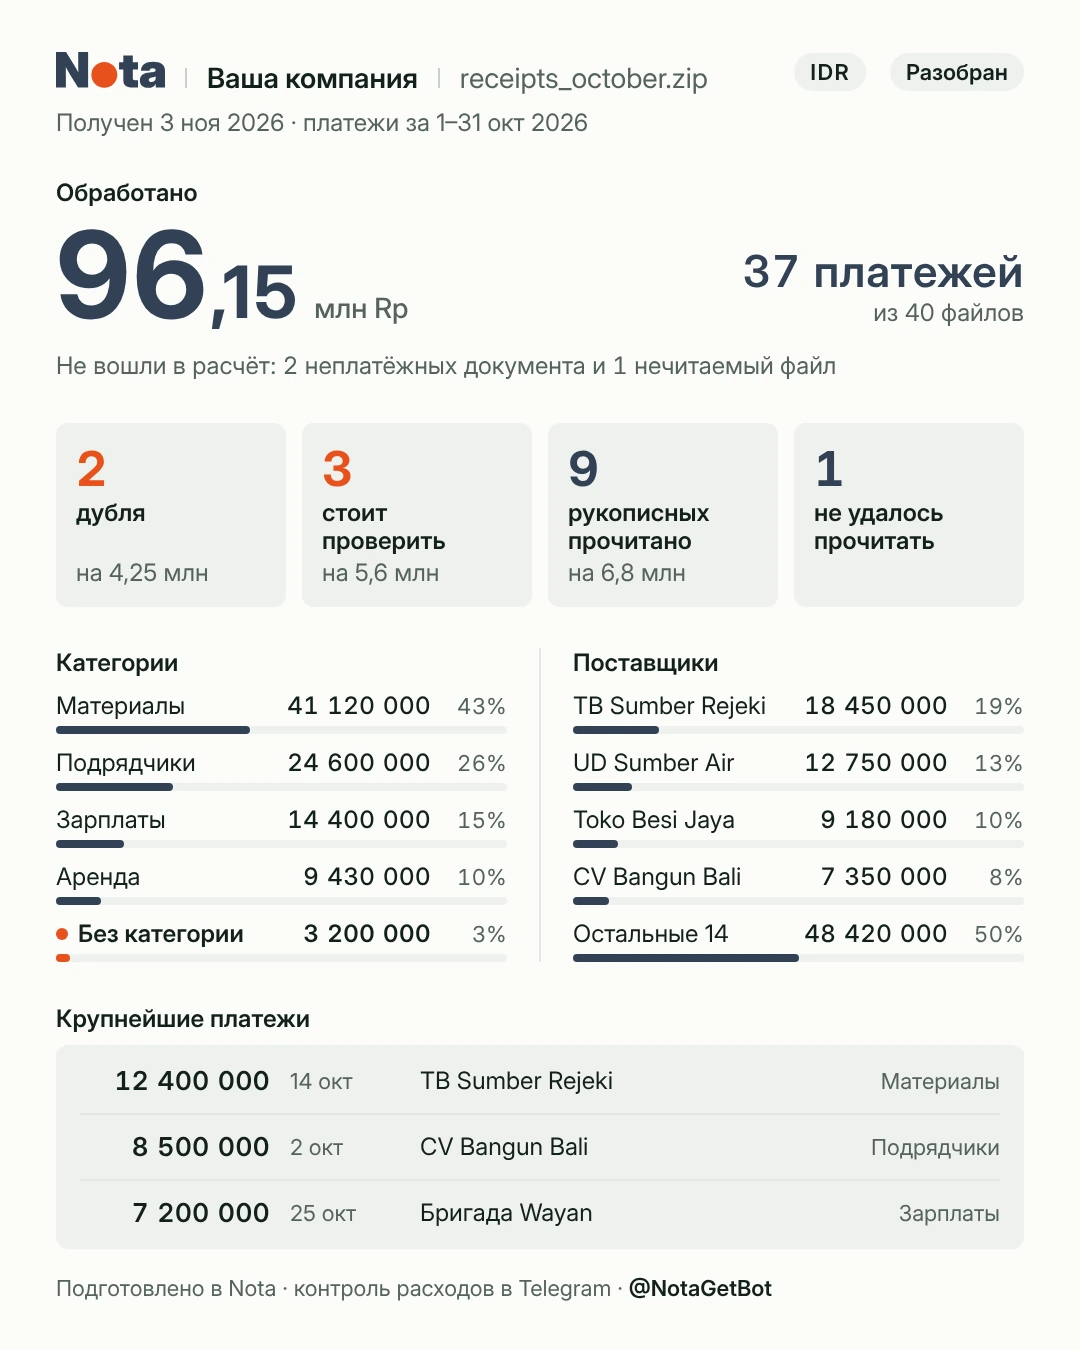 Nota | Ваша компания | receipts_october.zip IDR Разобран
Получен 3 ноя 2026 · платежи за 1–31 окт 2026
Обработано
96,15 млн Rp
37 платежей
из 40 файлов
Не вошли в расчёт: 2 неплатёжных документа и 1 нечитаемый файл
2
дубля
на 4,25 млн
3
стоит
проверить
на 5,6 млн
9
рукописных
прочитано
на 6,8 млн
1
не удалось
прочитать
Категории
Материалы 41 120 000 43%
Подрядчики 24 600 000 26%
Зарплаты 14 400 000 15%
Аренда 9 430 000 10%
Без категории 3 200 000 3%
Поставщики
TB Sumber Rejeki 18 450 000 19%
UD Sumber Air 12 750 000 13%
Toko Besi Jaya 9 180 000 10%
CV Bangun Bali 7 350 000 8%
Остальные 14 48 420 000 50%
Крупнейшие платежи
12 400 000 14 окт TB Sumber Rejeki Материалы
8 500 000 2 окт CV Bangun Bali Подрядчики
7 200 000 25 окт Бригада Wayan Зарплаты
Подготовлено в Nota · контроль расходов в Telegram · @NotaGetBot